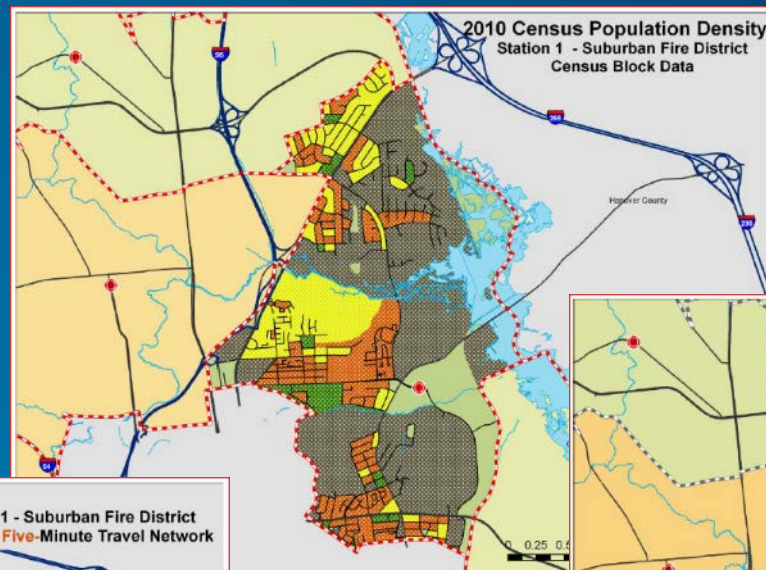 2010 Census Population Density
Station 1 - Suburban Fire District
Census Block Data
95
295
Hanover County
295
64
1 - Suburban Fire District
Five-Minute Travel Network
0 0.25